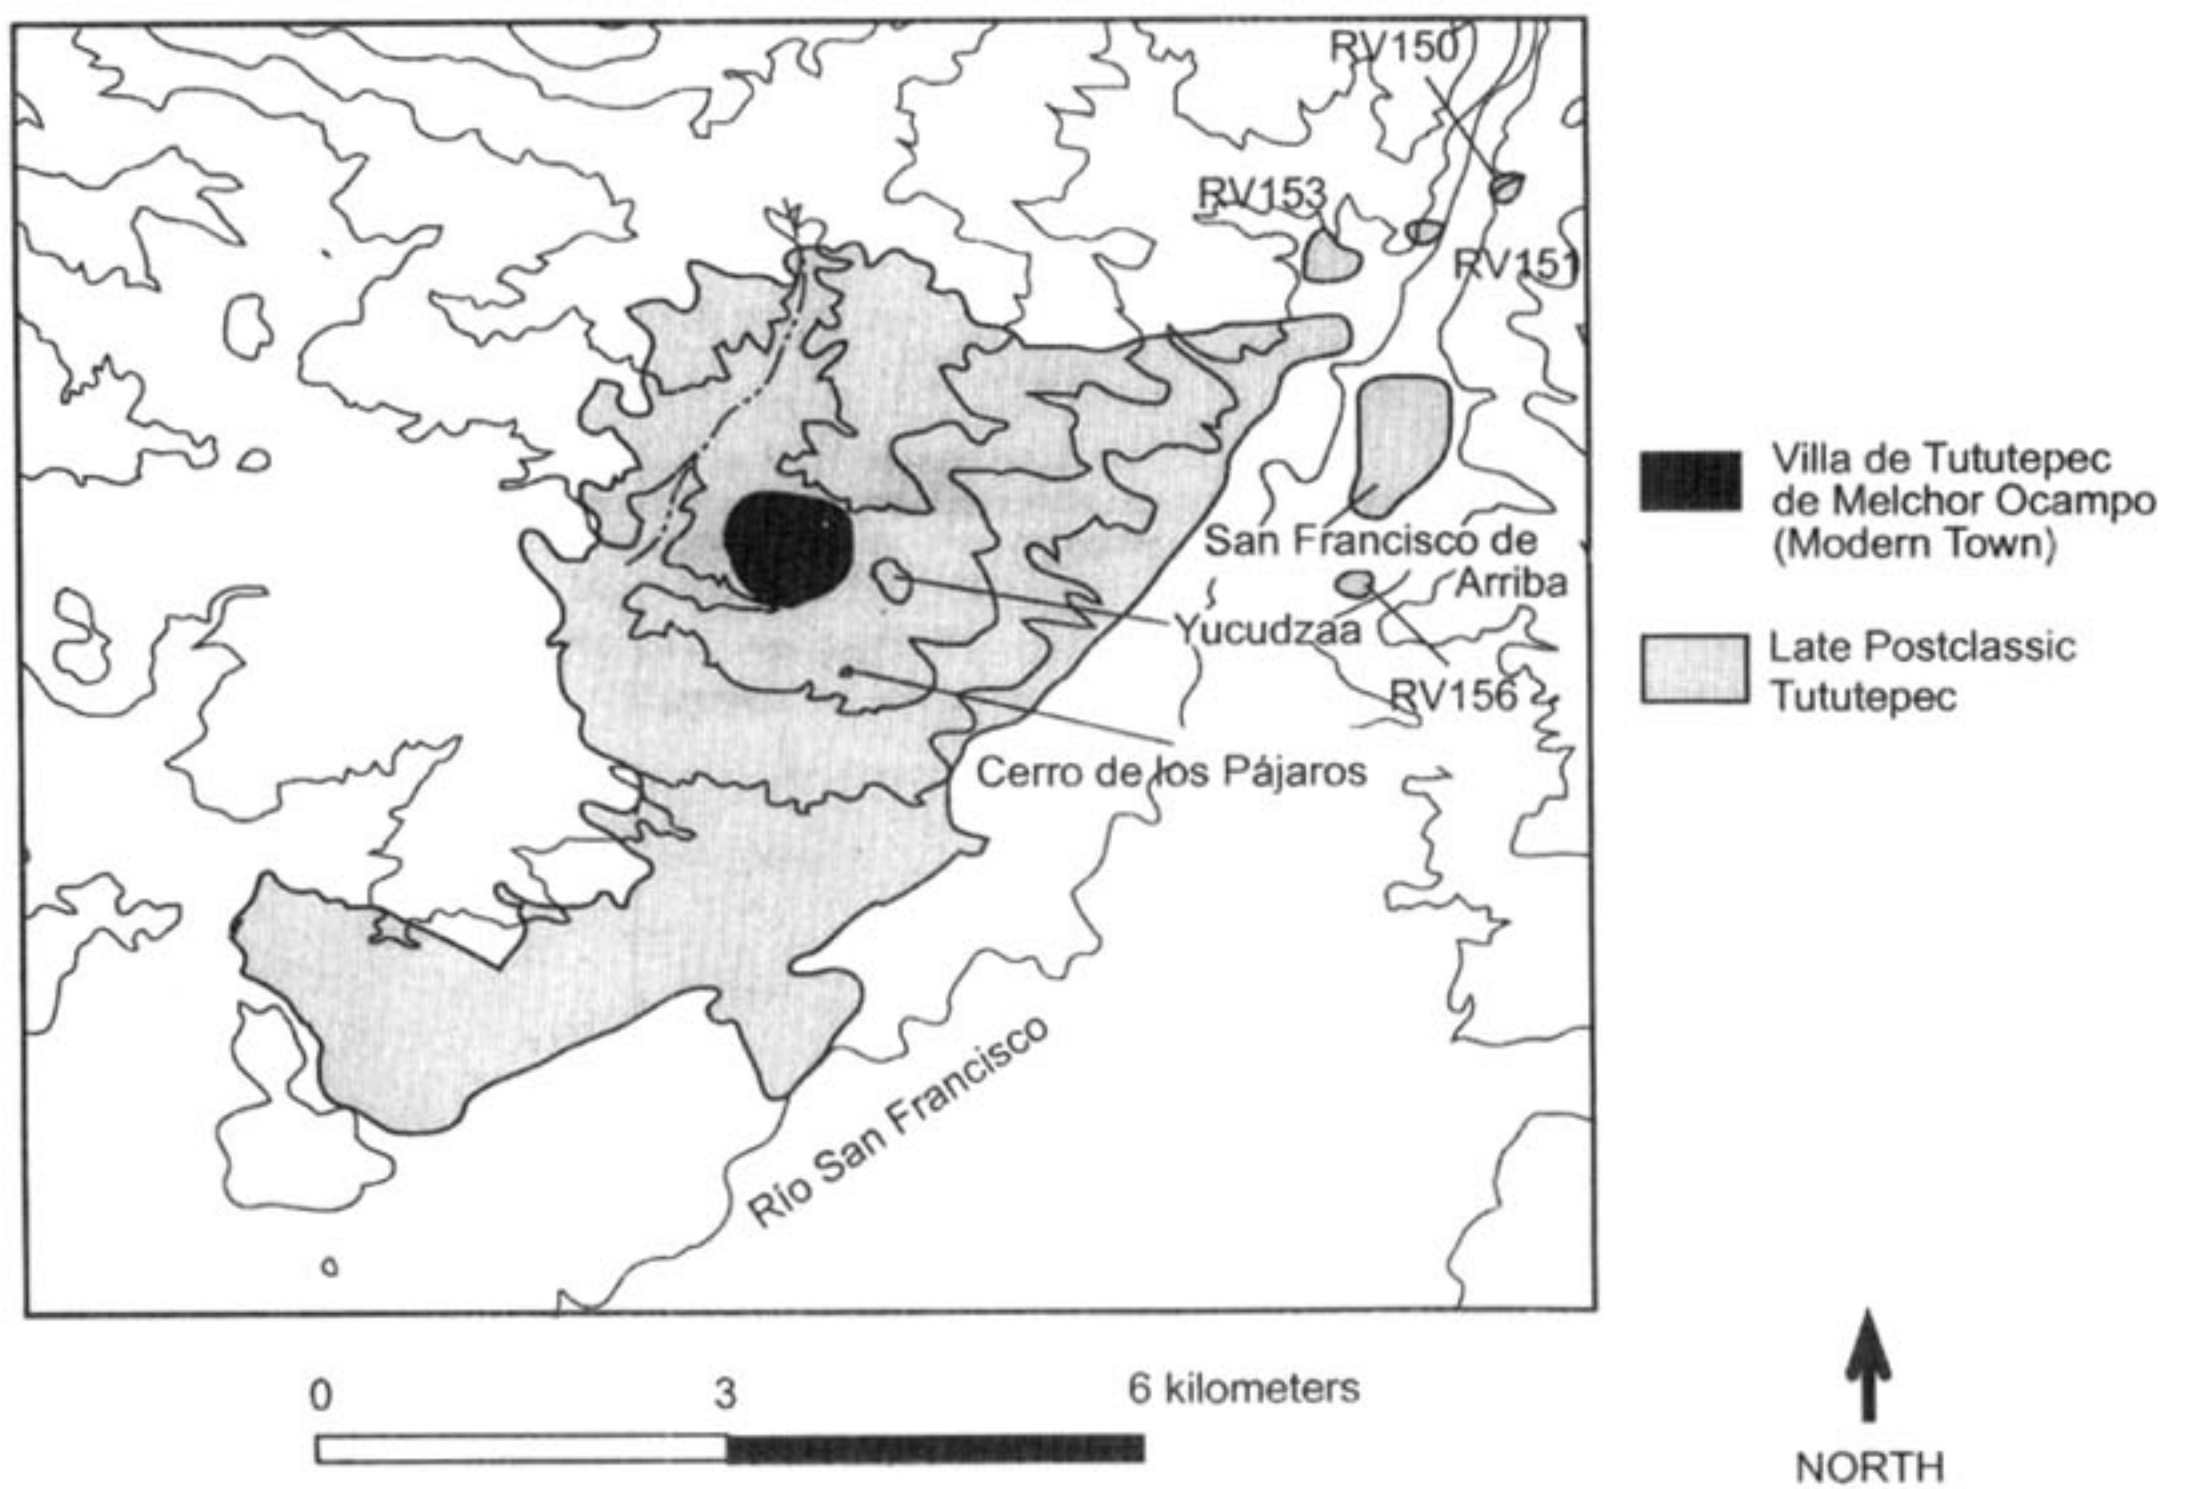 RV150
RV153
RV151
San Francisco de
Arriba
Yucudzaa
RV156
Cerro de los Pájaros
Río San Francisco
Villa de Tututepec
de Melchor Ocampo
(Modern Town)
Late Postclassic
Tututepec
0 3 6 kilometers
NORTH